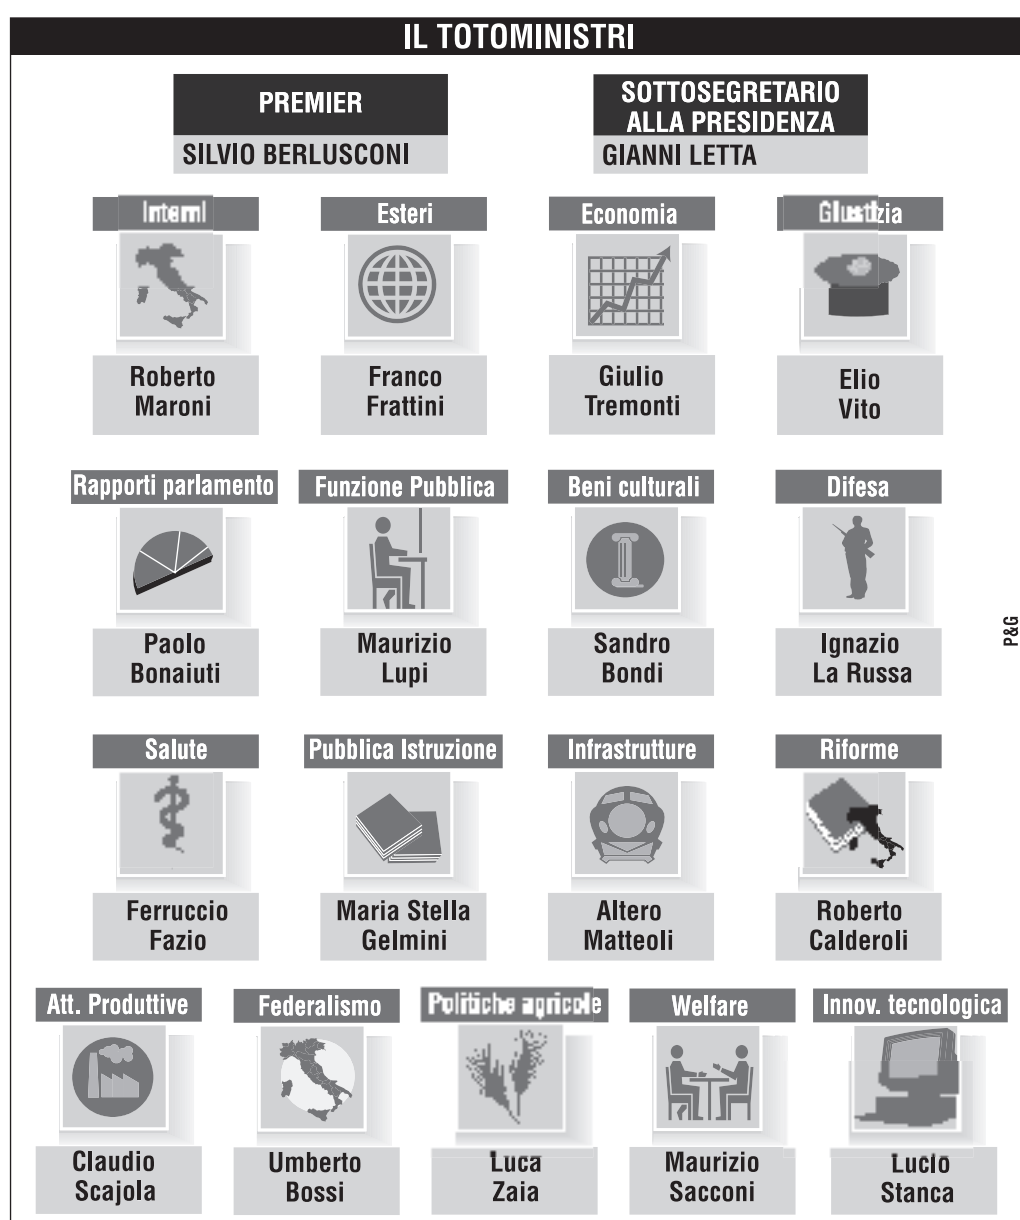 IL TOTOMINISTRI
PREMIER
SILVIO BERLUSCONI
SOTTOSEGRETARIO
ALLA PRESIDENZA
GIANNI LETTA
Interni
Roberto
Maroni
Esteri
Franco
Frattini
Economia
Giulio
Tremonti
Giustizia
Elio
Vito
Rapporti parlamento
Paolo
Bonaiuti
Funzione Pubblica
Maurizio
Lupi
Beni culturali
Sandro
Bondi
Difesa
Ignazio
La Russa
P&G
Salute
Ferruccio
Fazio
Pubblica Istruzione
Maria Stella
Gelmini
Infrastrutture
Altero
Matteoli
Riforme
Roberto
Calderoli
Att. Produttive
Claudio
Scajola
Federalismo
Umberto
Bossi
Politiche agricole
Luca
Zaia
Welfare
Maurizio
Sacconi
Innov. tecnologica
Lucio
Stanca